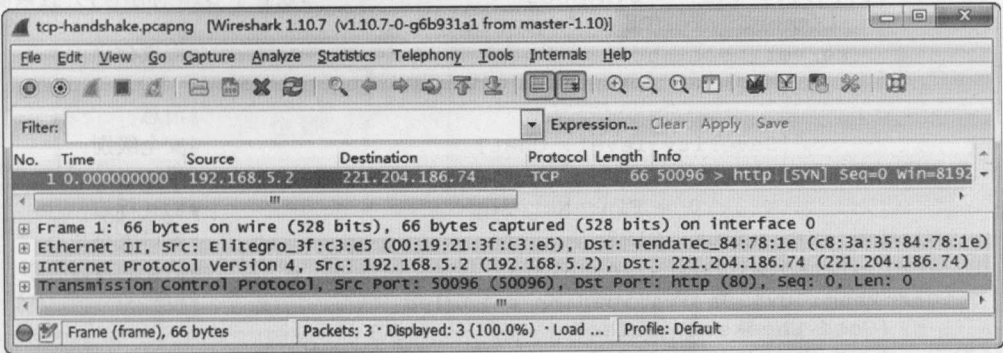 tcp-handshake.pcapng [Wireshark 1.10.7 (v1.10.7-0-g6b931a1 from master-1.10)]
File Edit View Go Capture Analyze Statistics Telephony Tools Internals Help
Filter: Expression... Clear Apply Save
No. Time Source Destination Protocol Length Info
1 0.000000000 192.168.5.2 221.204.186.74 TCP 66 50096 > http [SYN] Seq=0 Win=8192
Frame 1: 66 bytes on wire (528 bits), 66 bytes captured (528 bits) on interface 0
Ethernet II, Src: Elitegro_3f:c3:e5 (00:19:21:3f:c3:e5), Dst: TendaTec_84:78:1e (c8:3a:35:84:78:1e)
Internet Protocol Version 4, Src: 192.168.5.2 (192.168.5.2), Dst: 221.204.186.74 (221.204.186.74)
Transmission Control Protocol, Src Port: 50096 (50096), Dst Port: http (80), Seq: 0, Len: 0
Frame (frame), 66 bytes Packets: 3 · Displayed: 3 (100.0%) · Load ... Profile: Default